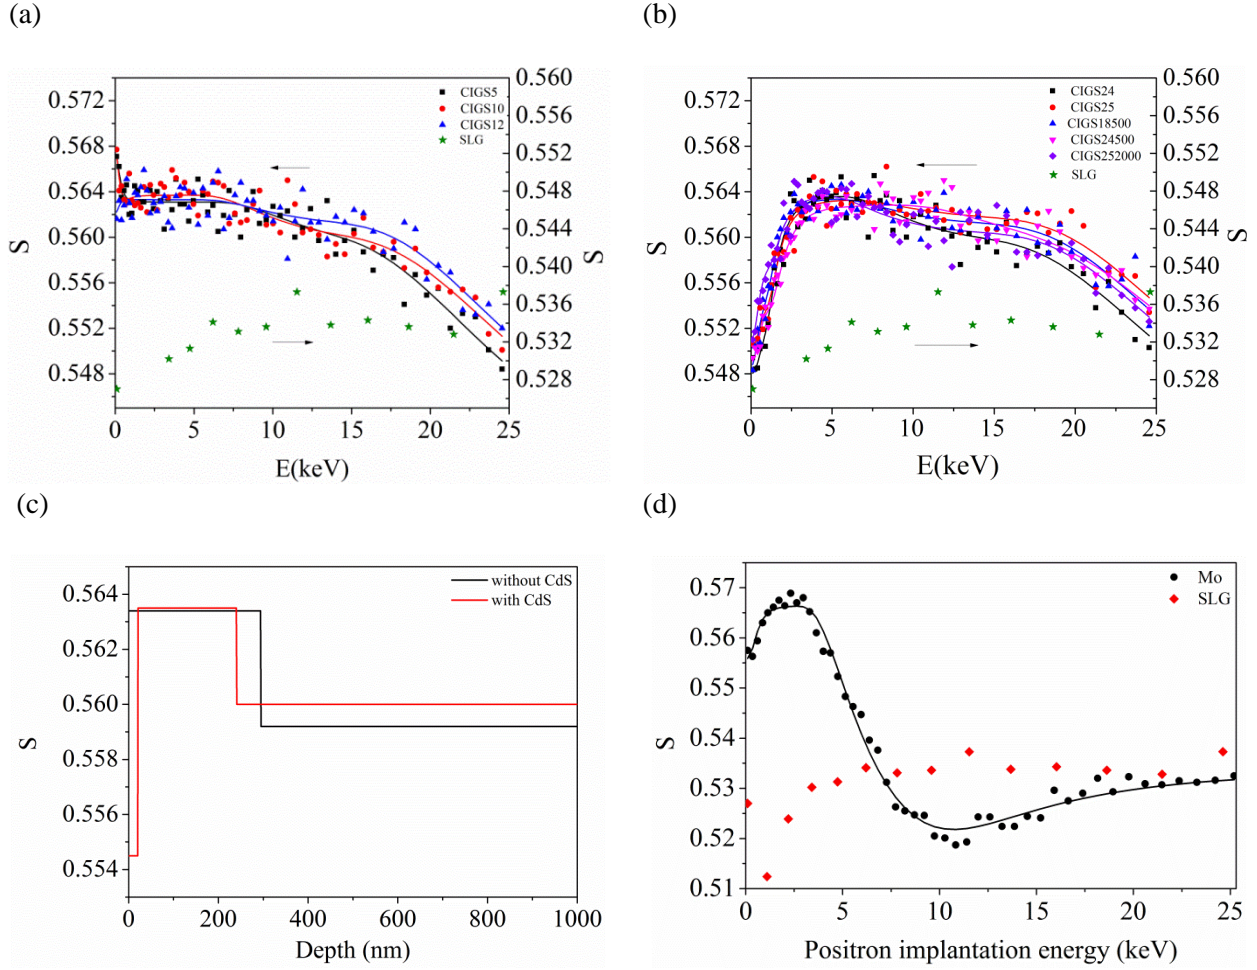 (a)
(b)
0.572
0.568
0.564
0.560
0.556
0.552
0.548
S
CIGS5
CIGS10
CIGS12
SLG
0.560
0.556
0.552
0.548
0.544
0.540
0.536
0.532
0.528
S
0 5 10 15 20 25
E(keV)
0.572
0.568
0.564
0.560
0.556
0.552
0.548
S
CIGS24
CIGS25
CIGS18500
CIGS24500
CIGS252000
SLG
0.560
0.556
0.552
0.548
0.544
0.540
0.536
0.532
0.528
S
0 5 10 15 20 25
E(keV)
(c)
(d)
0.564
0.562
0.560
0.558
0.556
0.554
S
without CdS
with CdS
0 200 400 600 800 1000
Depth (nm)
0.57
0.56
0.55
0.54
0.53
0.52
0.51
S
Mo
SLG
0 5 10 15 20 25
Positron implantation energy (keV)